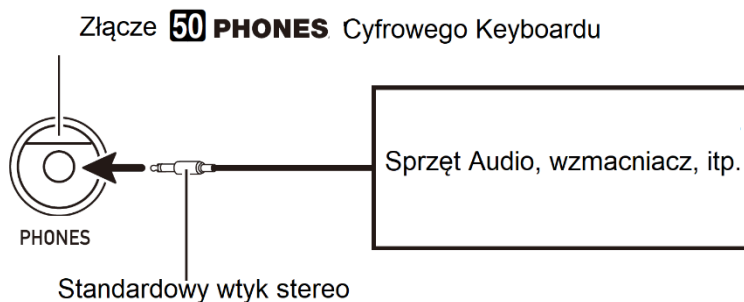 Złącze 50 PHONES Cyfrowego Keyboardu
Sprzęt Audio, wzmacniacz, itp.
PHONES
Standardowy wtyk stereo